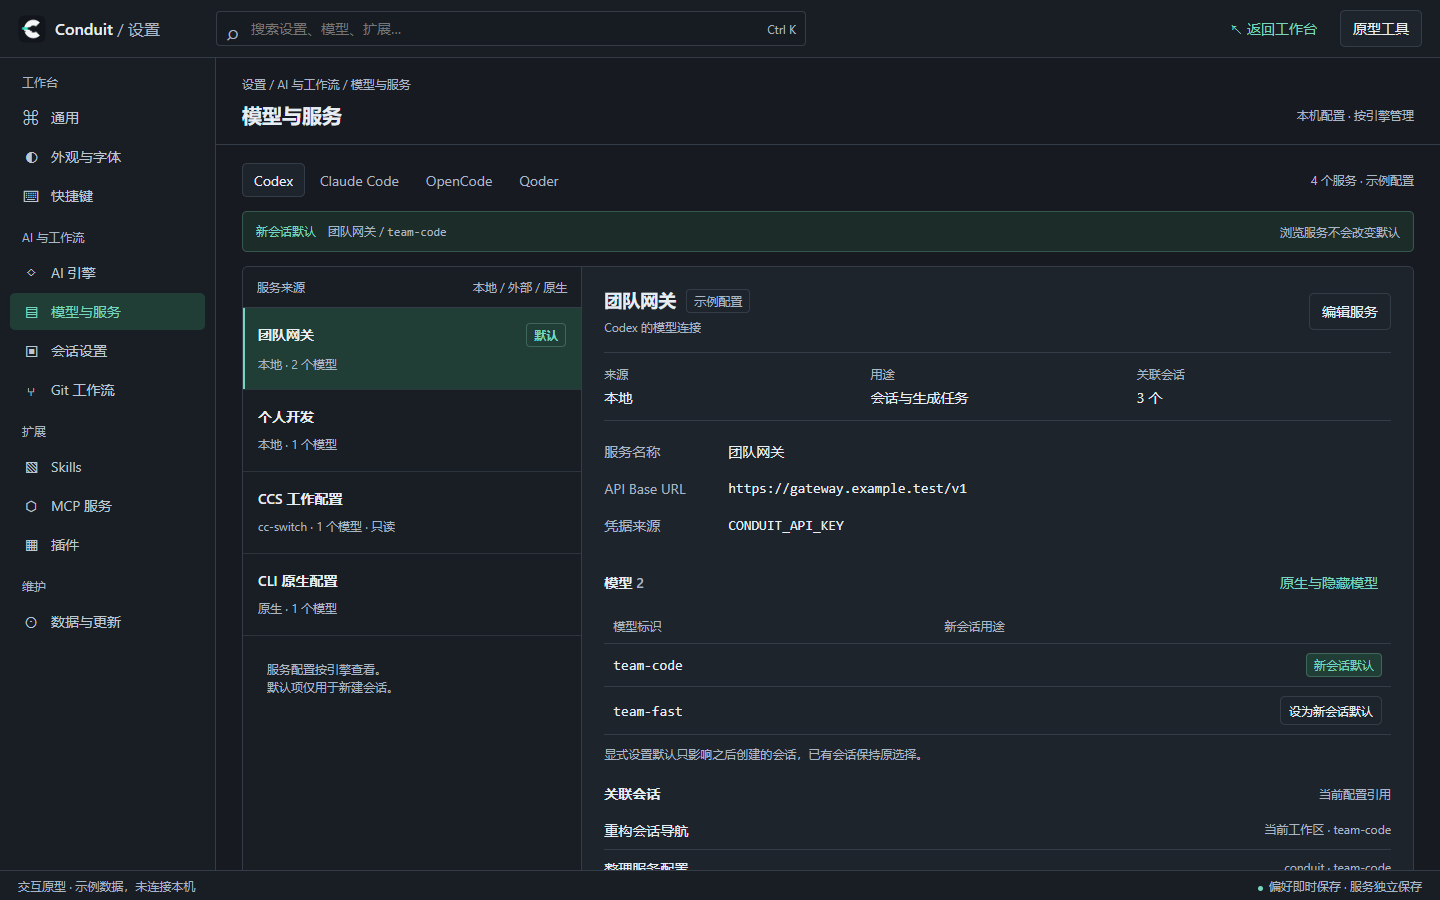 Conduit / 设置
搜索设置、模型、扩展...
Ctrl K
返回工作台
原型工具
工作台
通用
外观与字体
快捷键
AI 与工作流
AI 引擎
模型与服务
会话设置
Git 工作流
扩展
Skills
MCP 服务
插件
维护
数据与更新
设置 / AI 与工作流 / 模型与服务
模型与服务
本机配置 · 按引擎管理
Codex
Claude Code
OpenCode
Qoder
4 个服务 · 示例配置
新会话默认 团队网关 / team-code
浏览服务不会改变默认
服务来源
本地 / 外部 / 原生
团队网关
默认
本地 · 2 个模型
个人开发
本地 · 1 个模型
CCS 工作配置
cc-switch · 1 个模型 · 只读
CLI 原生配置
原生 · 1 个模型
服务配置按引擎查看。
默认项仅用于新建会话。
团队网关
示例配置
Codex 的模型连接
编辑服务
来源
本地
用途
会话与生成任务
关联会话
3 个
服务名称
团队网关
API Base URL
https://gateway.example.test/v1
凭据来源
CONDUIT_API_KEY
模型 2
原生与隐藏模型
模型标识
新会话用途
team-code
新会话默认
team-fast
设为新会话默认
显式设置默认只影响之后创建的会话，已有会话保持原选择。
关联会话
当前配置引用
重构会话导航
当前工作区 · team-code
整理服务配置
conduit · team-code
交互原型 · 示例数据，未连接本机
偏好即时保存 · 服务独立保存